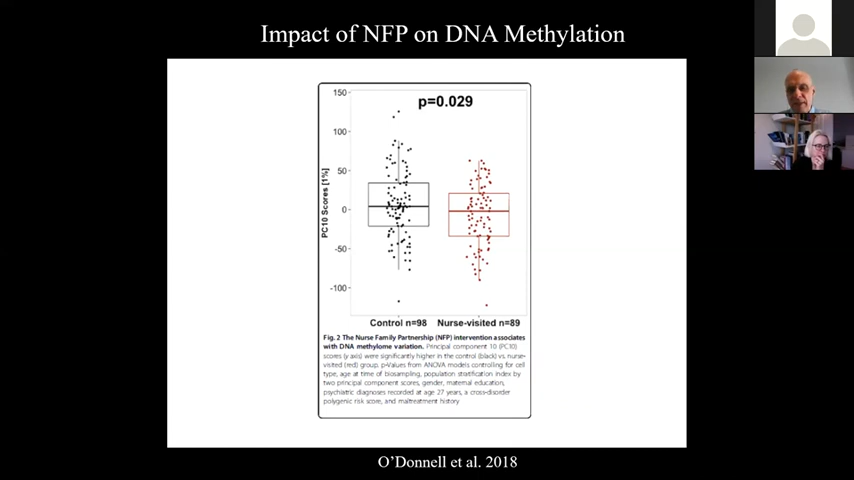 Impact of NFP on DNA Methylation
p=0.029
150
100
50
0
-50
-100
PC10 Scores [1%]
Control n=98 Nurse-visited n=89
Fig. 2 The Nurse Family Partnership (NFP) intervention associates
with DNA methylome variation. Principal component 10 (PC10)
scores (y axis) were significantly higher in the control (black) vs. nurse-
visited (red) group. p-Values from ANOVA models controlling for cell
type, age at time of biosampling, population stratification index by
two principal component scores, gender, maternal education,
psychiatric diagnoses recorded at age 27 years, a cross-disorder
polygenic risk score, and maltreatment history
O'Donnell et al. 2018